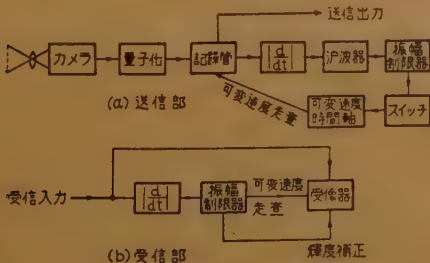 送信出力
カメラ
量子化
記録管
|d/dt|
沪波器
振幅
制限器
可変速度走査
可変速度
時間軸
スイッチ
(a) 送信部
受信入力
|d/dt|
振幅
制限器
可変速度
走査
受像器
輝度補正
(b) 受信部